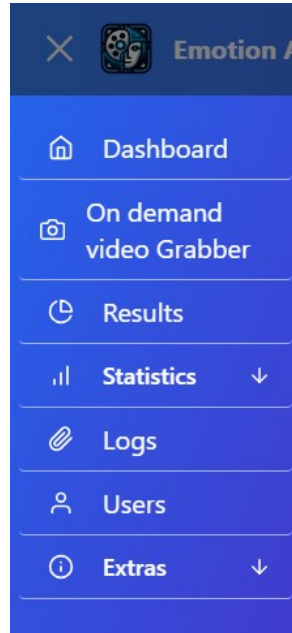 Emotion A
Dashboard
On demand
video Grabber
Results
Statistics
Logs
Users
Extras